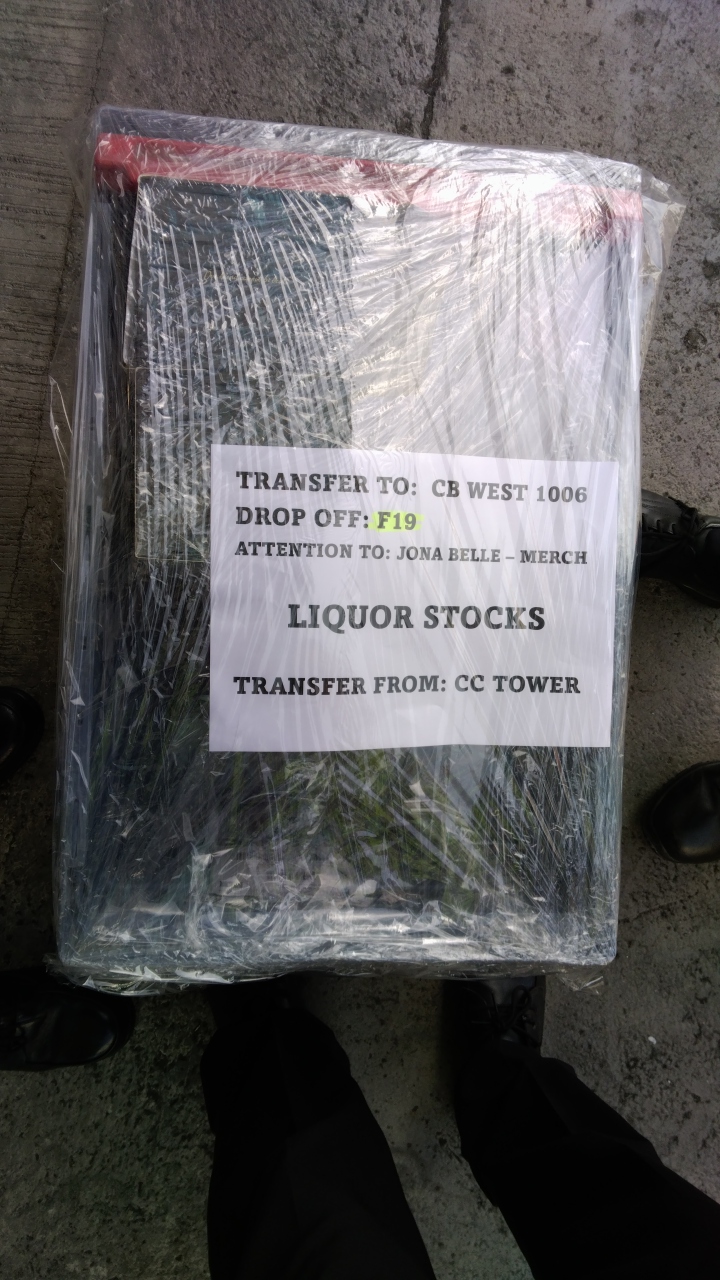 TRANSFER TO: CB WEST 1006
DROP OFF: F19
ATTENTION TO: JONA BELLE – MERCH
LIQUOR STOCKS
TRANSFER FROM: CC TOWER